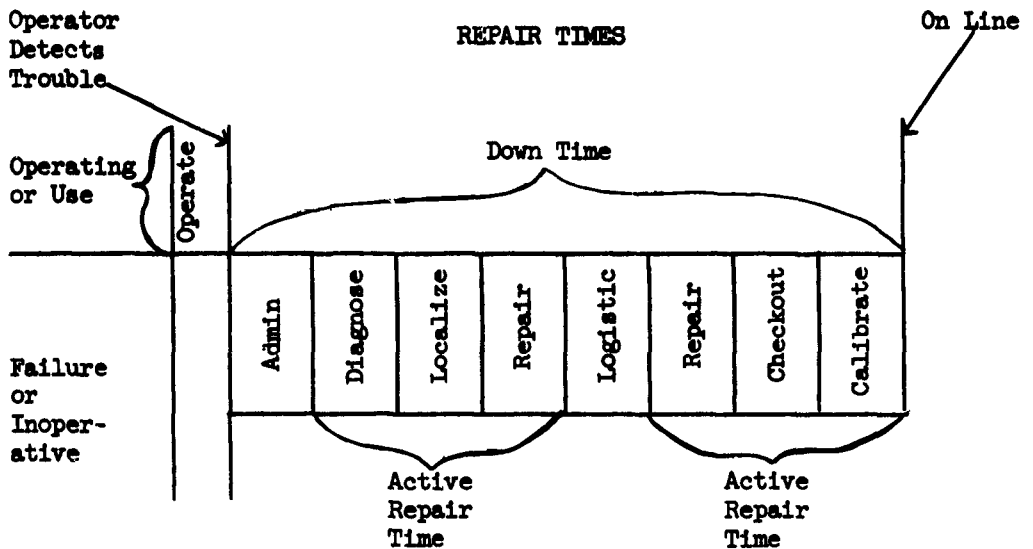 Operator
Detects
Trouble
REPAIR TIMES
On Line
Operating
or Use
Operate
Down Time
Failure
or
Inoper-
ative
Admin
Diagnose
Localize
Repair
Logistic
Repair
Checkout
Calibrate
Active
Repair
Time
Active
Repair
Time